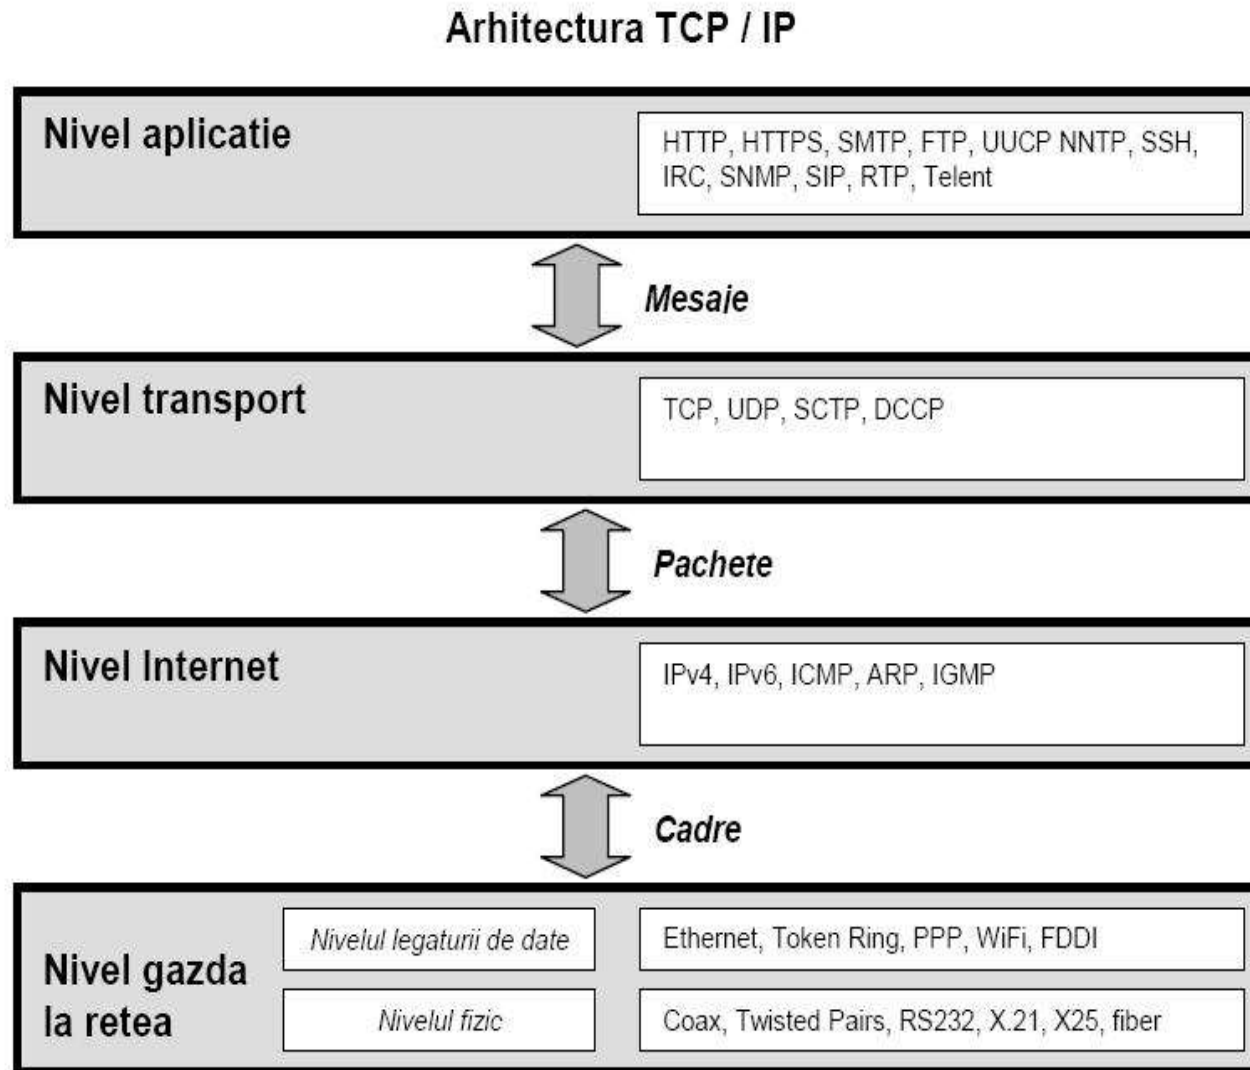 Arhitectura TCP / IP
Nivel aplicatie
HTTP, HTTPS, SMTP, FTP, UUCP NNTP, SSH,
IRC, SNMP, SIP, RTP, Telent
Mesaje
Nivel transport
TCP, UDP, SCTP, DCCP
Pachete
Nivel Internet
IPv4, IPv6, ICMP, ARP, IGMP
Cadre
Nivel gazda
la retea
Nivelul legaturii de date
Ethernet, Token Ring, PPP, WiFi, FDDI
Nivelul fizic
Coax, Twisted Pairs, RS232, X.21, X25, fiber